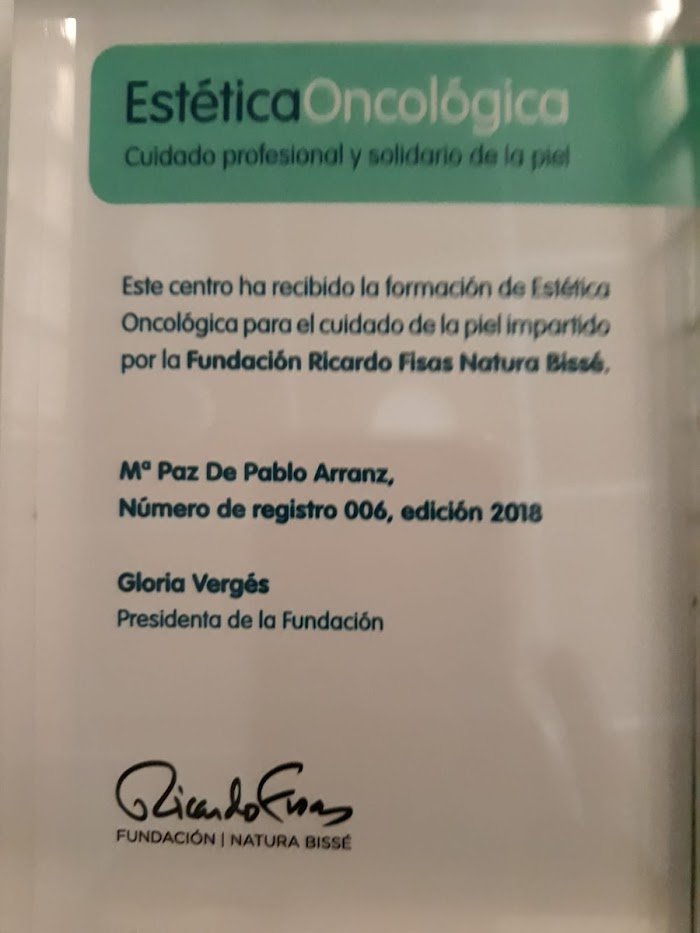 EstéticaOncológica
Cuidado profesional y solidario de la piel
Este centro ha recibido la formación de Estética
Oncológica para el cuidado de la piel impartido
por la Fundación Ricardo Fisas Natura Bissé.
Mª Paz De Pablo Arranz,
Número de registro 006, edición 2018
Gloria Vergés
Presidenta de la Fundación
Ricardo Fisas
FUNDACIÓN | NATURA BISSÉ